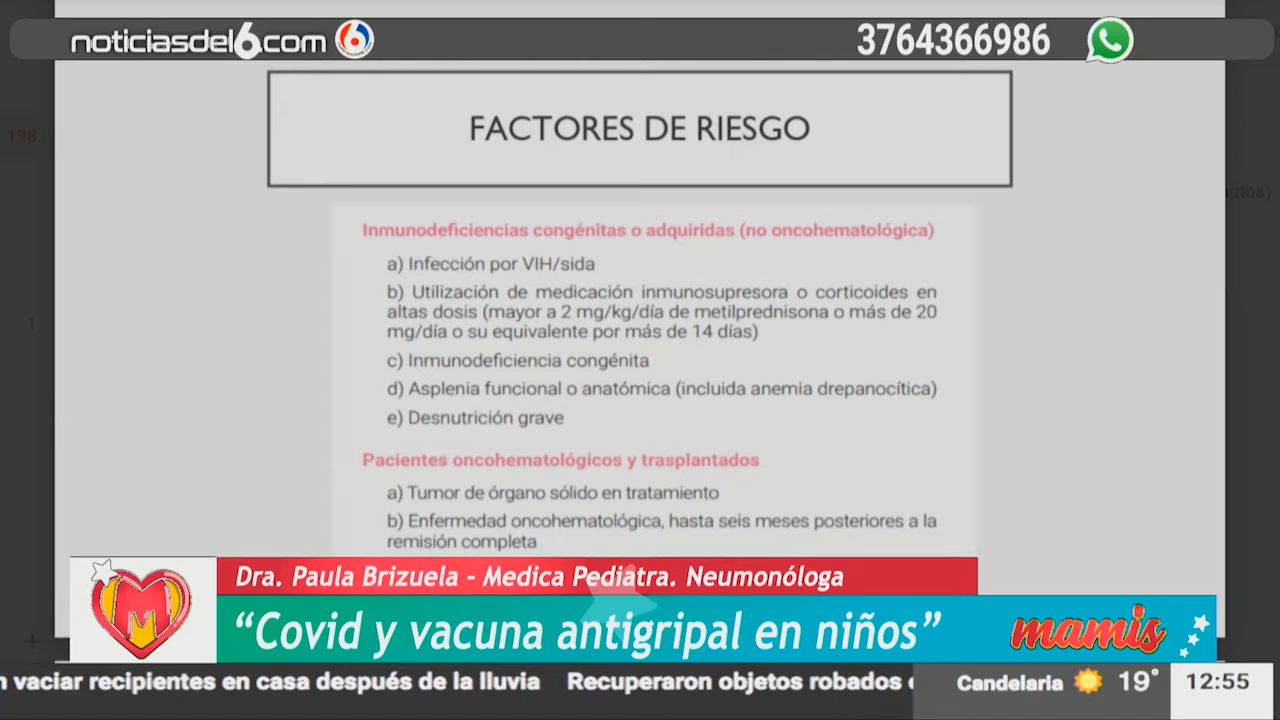 noticiasdel6.com
3764366986
198
FACTORES DE RIESGO
Inmunodeficiencias congénitas o adquiridas (no oncohematológica)
a) Infección por VIH/sida
b) Utilización de medicación inmunosupresora o corticoides en
altas dosis (mayor a 2 mg/kg/día de metilprednisona o más de 20
mg/día o su equivalente por más de 14 días)
c) Inmunodeficiencia congénita
d) Asplenia funcional o anatómica (incluida anemia drepanocítica)
e) Desnutrición grave
1
Pacientes oncohematológicos y trasplantados
a) Tumor de órgano sólido en tratamiento
b) Enfermedad oncohematológica, hasta seis meses posteriores a la
remisión completa
Dra. Paula Brizuela - Medica Pediatra. Neumonóloga
M
“Covid y vacuna antigripal en niños”
mamis
+
vaciar recipientes en casa después de la lluvia Recuperaron objetos robados
Candelaria 19° 12:55